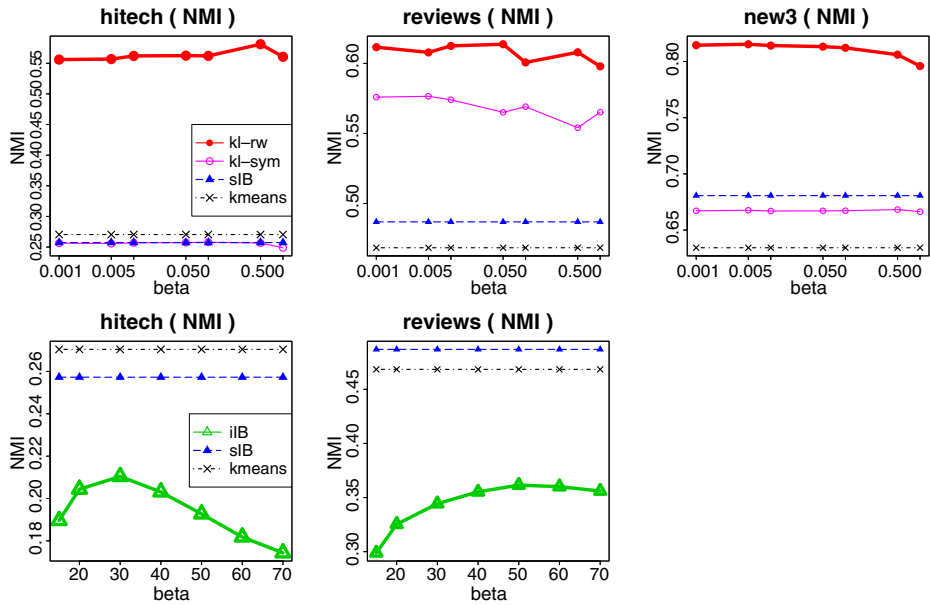 hitech ( NMI )
NMI
0.25 0.30 0.35 0.40 0.45 0.50 0.55
kl−rw
kl−sym
sIB
kmeans
0.001 0.005 0.050 0.500
beta
reviews ( NMI )
NMI
0.50 0.55 0.60
0.001 0.005 0.050 0.500
beta
new3 ( NMI )
NMI
0.65 0.70 0.75 0.80
0.001 0.005 0.050 0.500
beta
hitech ( NMI )
NMI
0.18 0.20 0.22 0.24 0.26
iIB
sIB
kmeans
20 30 40 50 60 70
beta
reviews ( NMI )
NMI
0.30 0.35 0.40 0.45
20 30 40 50 60 70
beta